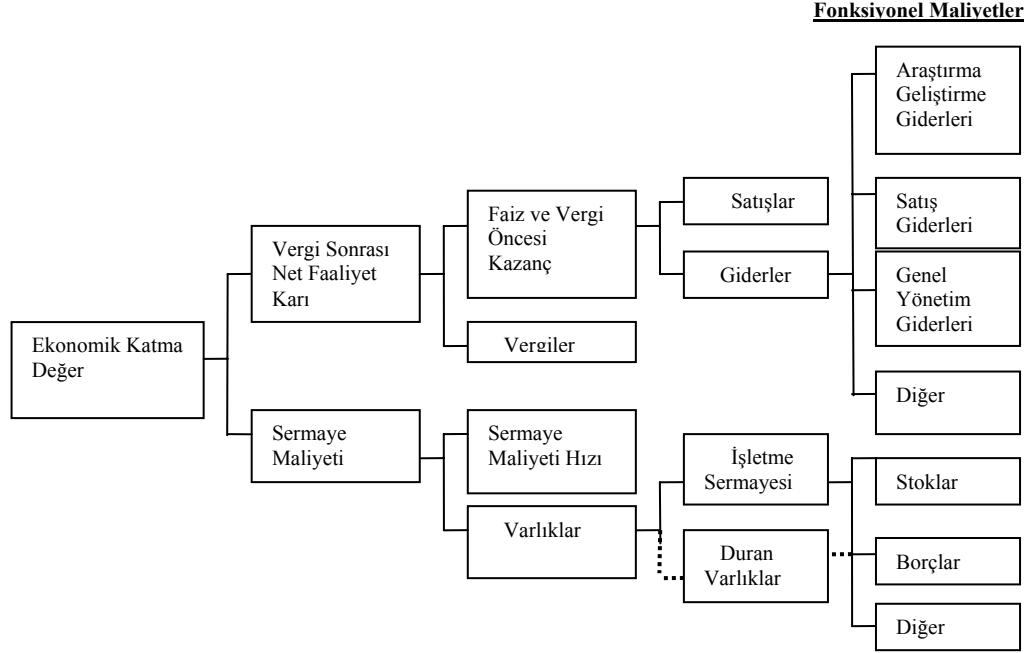 Fonksiyonel Maliyetler
Araştırma
Geliştirme
Giderleri
Satışlar
Satış
Giderleri
Faiz ve Vergi
Öncesi
Kazanç
Vergi Sonrası
Net Faaliyet
Karı
Giderler
Genel
Yönetim
Giderleri
Ekonomik Katma
Değer
Vergiler
Diğer
Sermaye
Maliyeti
Sermaye
Maliyeti Hızı
İşletme
Sermayesi
Stoklar
Varlıklar
Duran
Varlıklar
Borçlar
Diğer